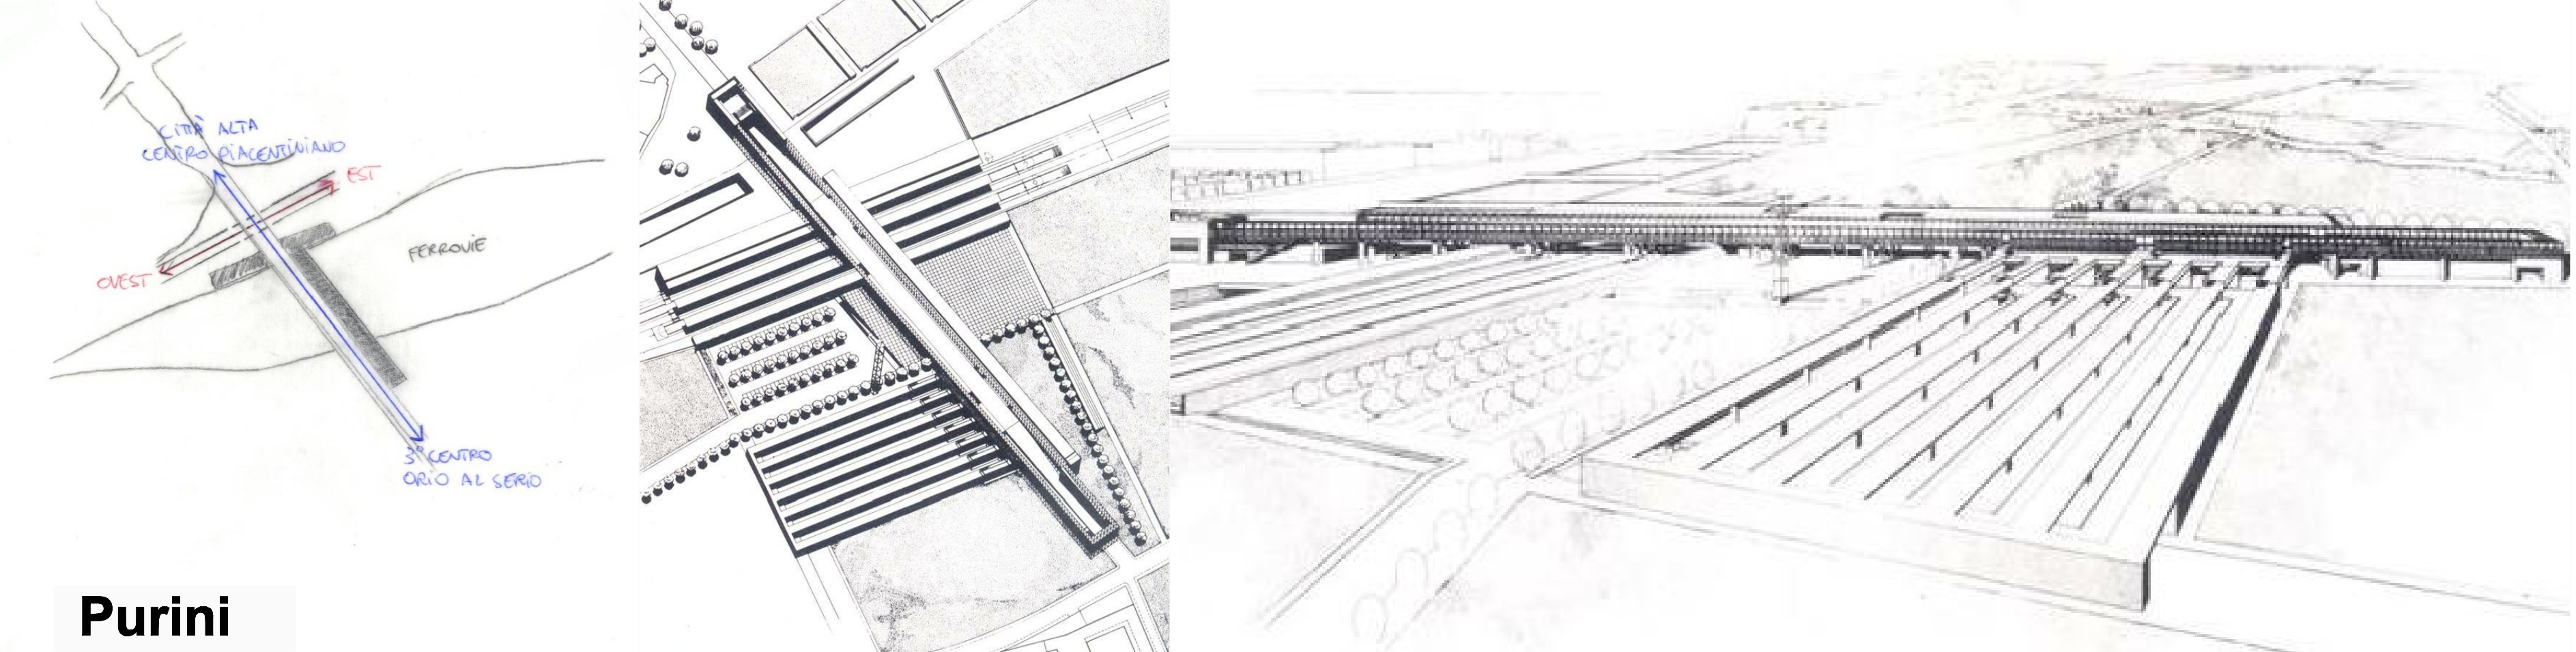 CITTÀ ALTA
CENTRO PIACENTINIANO
EST
FERROVIE
OVEST
3° CENTRO
ORIO AL SERIO
Purini